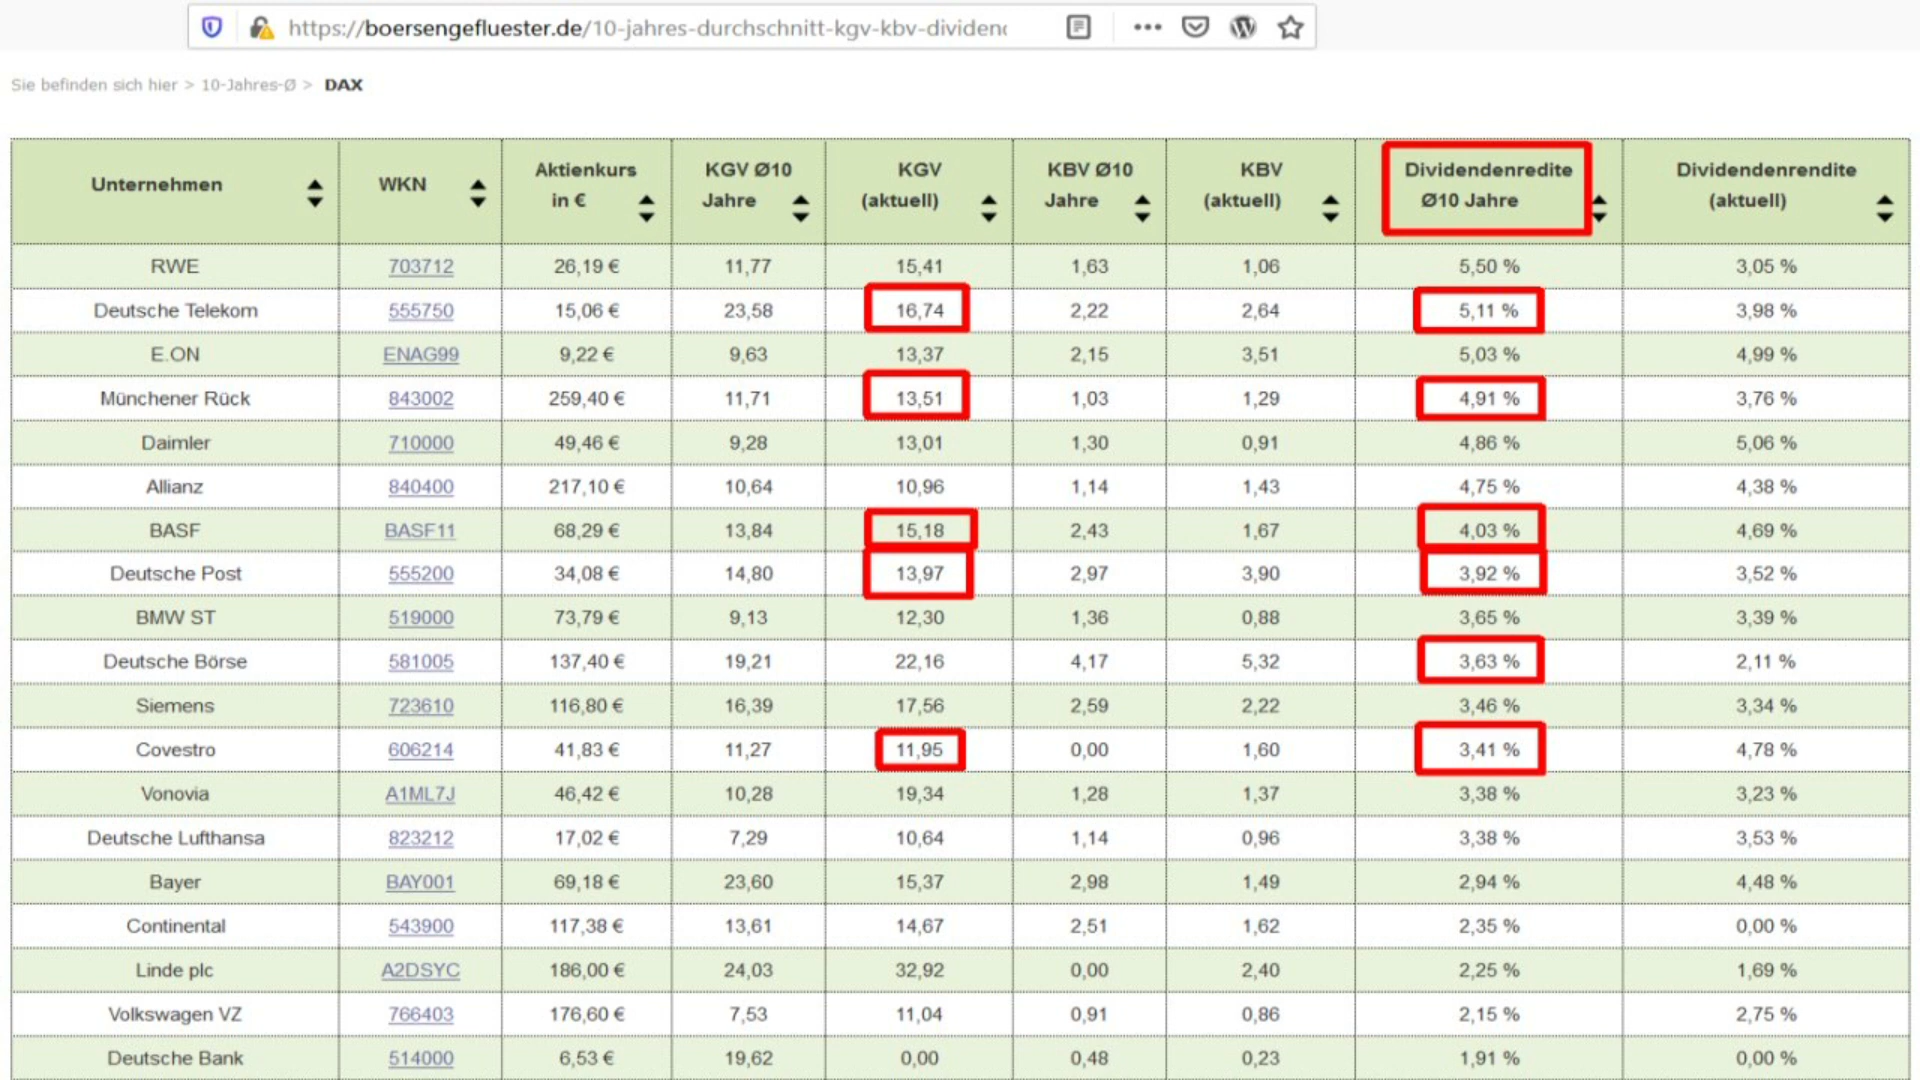 https://boersengefluester.de/10-jahres-durchschnitt-kgv-kbv-dividen
Sie befinden sich hier > 10-Jahres-Ø > DAX
Unternehmen WKN Aktienkurs in € KGV Ø10 Jahre KGV (aktuell) KBV Ø10 Jahre KBV (aktuell) Dividendenredite Ø10 Jahre Dividendenrendite (aktuell)
RWE 703712 26,19 € 11,77 15,41 1,63 1,06 5,50 % 3,05 %
Deutsche Telekom 555750 15,06 € 23,58 16,74 2,22 2,64 5,11 % 3,98 %
E.ON ENAG99 9,22 € 9,63 13,37 2,15 3,51 5,03 % 4,99 %
Münchener Rück 843002 259,40 € 11,71 13,51 1,03 1,29 4,91 % 3,76 %
Daimler 710000 49,46 € 9,28 13,01 1,30 0,91 4,86 % 5,06 %
Allianz 840400 217,10 € 10,64 10,96 1,14 1,43 4,75 % 4,38 %
BASF BASF11 68,29 € 13,84 15,18 2,43 1,67 4,03 % 4,69 %
Deutsche Post 555200 34,08 € 14,80 13,97 2,97 3,90 3,92 % 3,52 %
BMW ST 519000 73,79 € 9,13 12,30 1,36 0,88 3,65 % 3,39 %
Deutsche Börse 581005 137,40 € 19,21 22,16 4,17 5,32 3,63 % 2,11 %
Siemens 723610 116,80 € 16,39 17,56 2,59 2,22 3,46 % 3,34 %
Covestro 606214 41,83 € 11,27 11,95 0,00 1,60 3,41 % 4,78 %
Vonovia A1ML7J 46,42 € 10,28 19,34 1,28 1,37 3,38 % 3,23 %
Deutsche Lufthansa 823212 17,02 € 7,29 10,64 1,14 0,96 3,38 % 3,53 %
Bayer BAY001 69,18 € 23,60 15,37 2,98 1,49 2,94 % 4,48 %
Continental 543900 117,38 € 13,61 14,67 2,51 1,62 2,35 % 0,00 %
Linde plc A2DSYC 186,00 € 24,03 32,92 0,00 2,40 2,25 % 1,69 %
Volkswagen VZ 766403 176,60 € 7,53 11,04 0,91 0,86 2,15 % 2,75 %
Deutsche Bank 514000 6,53 € 19,62 0,00 0,48 0,23 1,91 % 0,00 %